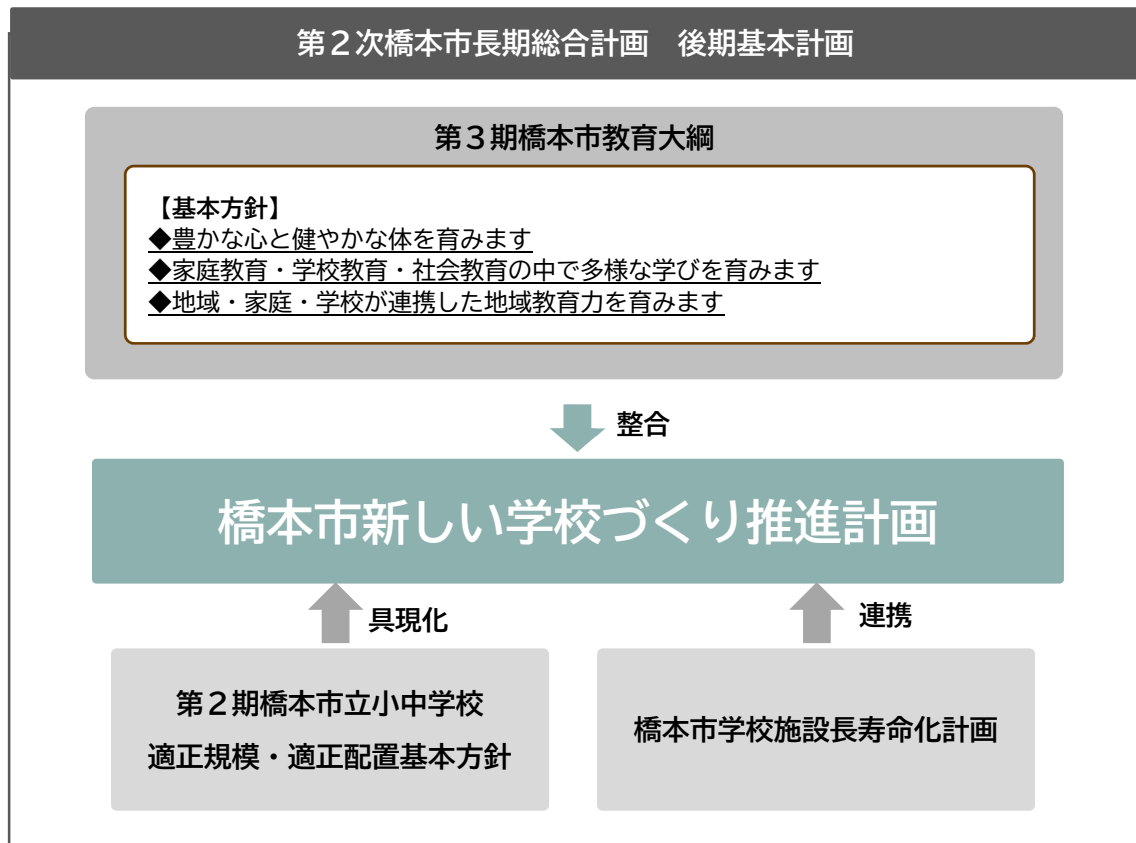 第２次橋本市長期総合計画　後期基本計画
第３期橋本市教育大綱
【基本方針】
◆豊かな心と健やかな体を育みます
◆家庭教育・学校教育・社会教育の中で多様な学びを育みます
◆地域・家庭・学校が連携した地域教育力を育みます
整合
橋本市新しい学校づくり推進計画
具現化
連携
第２期橋本市立小中学校
適正規模・適正配置基本方針
橋本市学校施設長寿命化計画